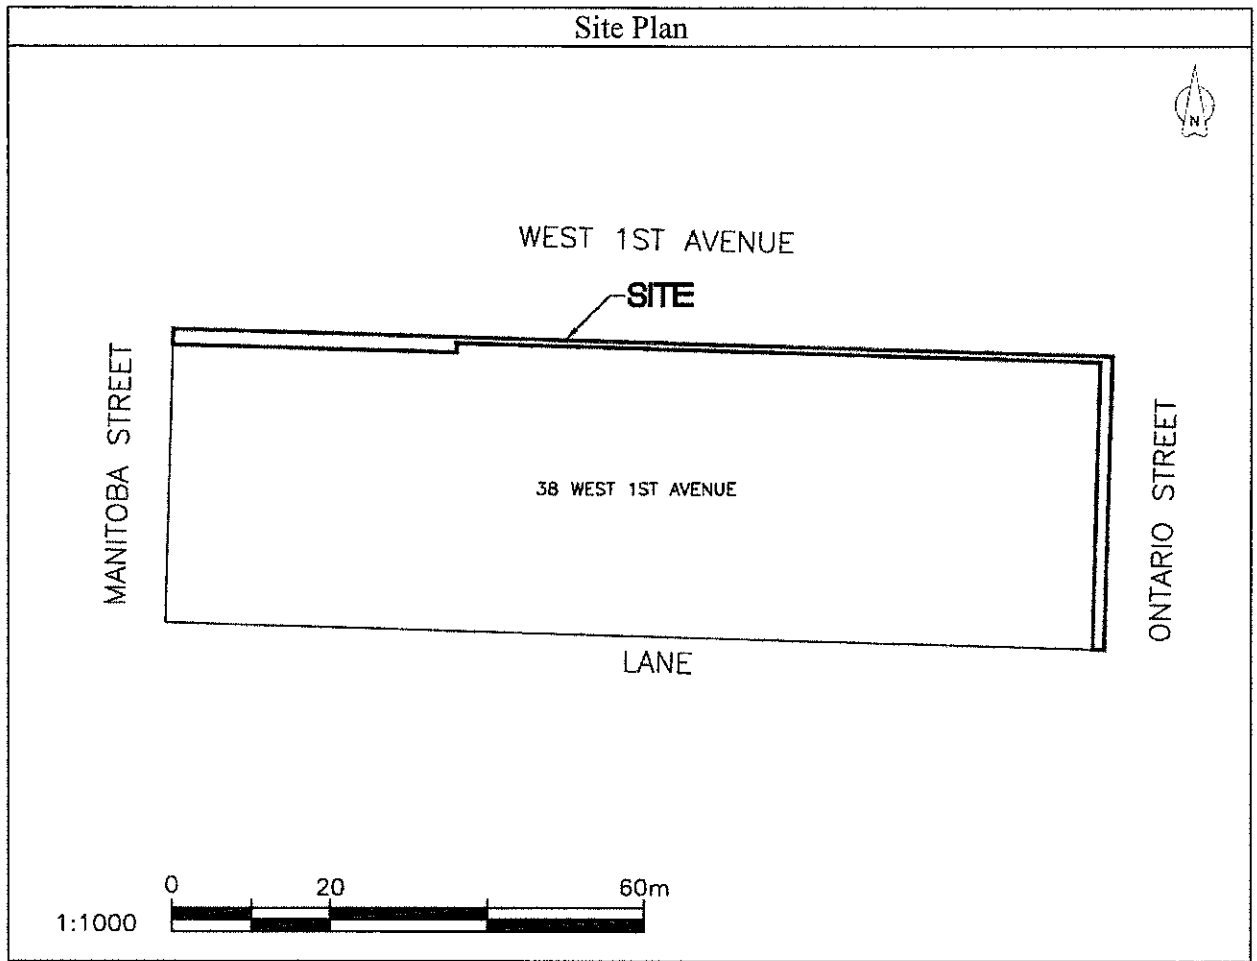 Site Plan
N
WEST 1ST AVENUE
SITE
MANITOBA STREET
38 WEST 1ST AVENUE
ONTARIO STREET
LANE
0 20 60m
1:1000